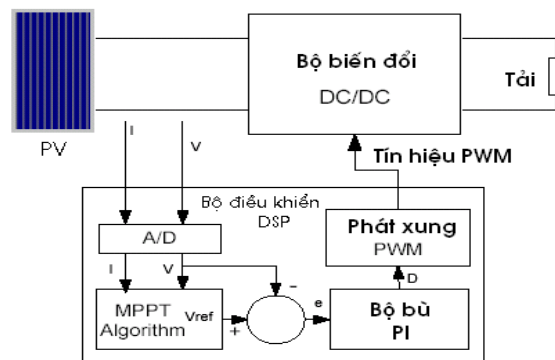 Bộ biến đổi
DC/DC
Tải
PV
I
V
Tín hiệu PWM
Bộ điều khiển
DSP
A/D
Phát xung
PWM
I
V
D
MPPT
Algorithm
Vref
+
-
e
Bộ bù
PI